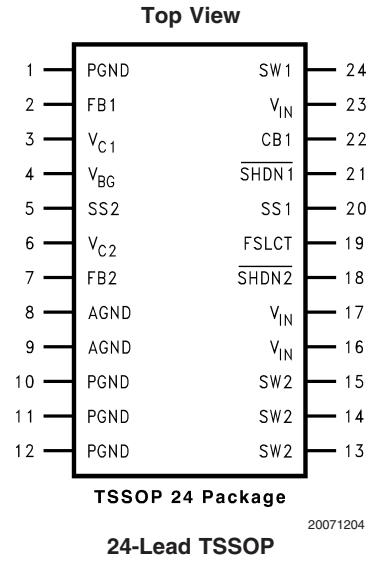 Top View
1 PGND SW1 24
2 FB1 VIN 23
3 VC1 CB1 22
4 VBG SHDN1 21
5 SS2 SS1 20
6 VC2 FSLCT 19
7 FB2 SHDN2 18
8 AGND VIN 17
9 AGND VIN 16
10 PGND SW2 15
11 PGND SW2 14
12 PGND SW2 13
TSSOP 24 Package
20071204
24-Lead TSSOP